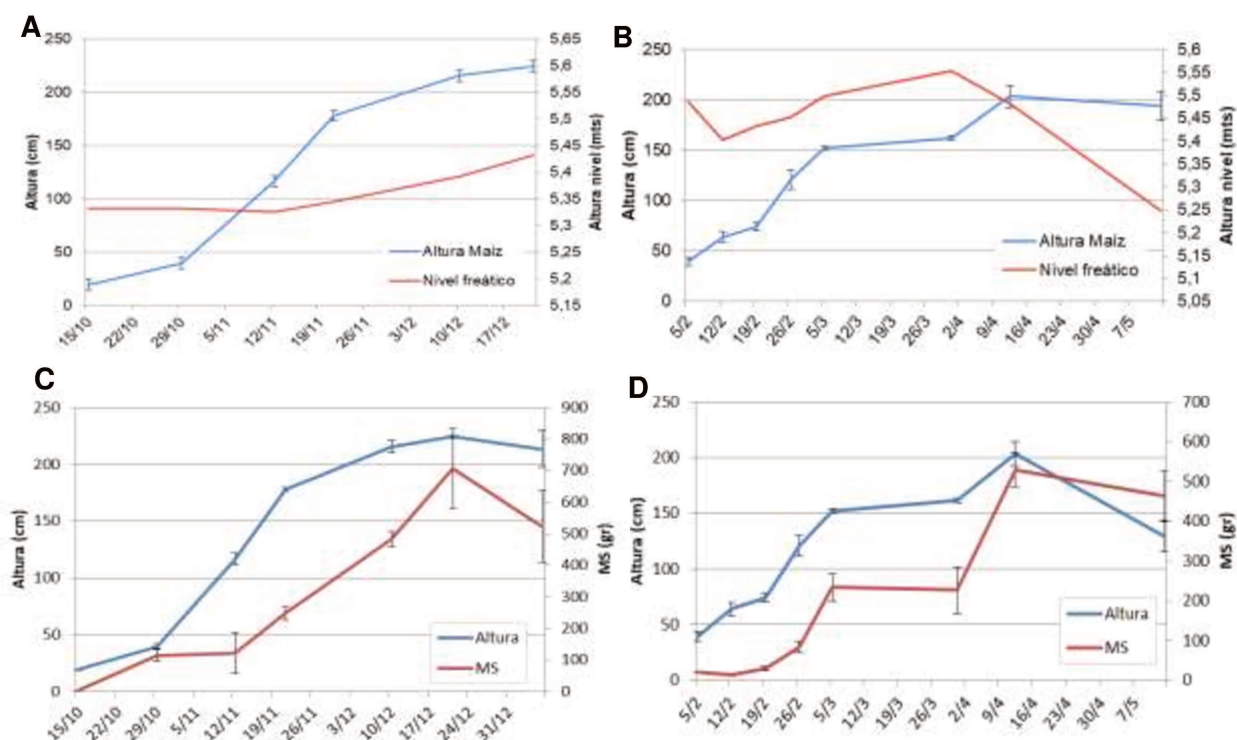 A
250
200
150
100
50
0
Altura (cm)
5,65
5,6
5,55
5,5
5,45
5,4
5,35
5,3
5,25
5,2
5,15
Altura nivel (mts)
Altura Maiz
Nivel freático
15/10 22/10 29/10 5/11 12/11 19/11 26/11 3/12 10/12 17/12
B
250
200
150
100
50
0
Altura (cm)
5,6
5,55
5,5
5,45
5,4
5,35
5,3
5,25
5,2
5,15
5,1
5,05
Altura nivel (mts)
Altura Maiz
Nivel freático
5/2 12/2 19/2 26/2 5/3 12/3 19/3 26/3 2/4 9/4 16/4 23/4 30/4 7/5
C
250
200
150
100
50
0
Altura (cm)
900
800
700
600
500
400
300
200
100
0
MS (gr)
Altura
MS
15/10 22/10 29/10 5/11 12/11 19/11 26/11 3/12 10/12 17/12 24/12 31/12
D
250
200
150
100
50
0
Altura (cm)
700
600
500
400
300
200
100
0
MS (gr)
Altura
MS
5/2 12/2 19/2 26/2 5/3 12/3 19/3 26/3 2/4 9/4 16/4 23/4 30/4 7/5